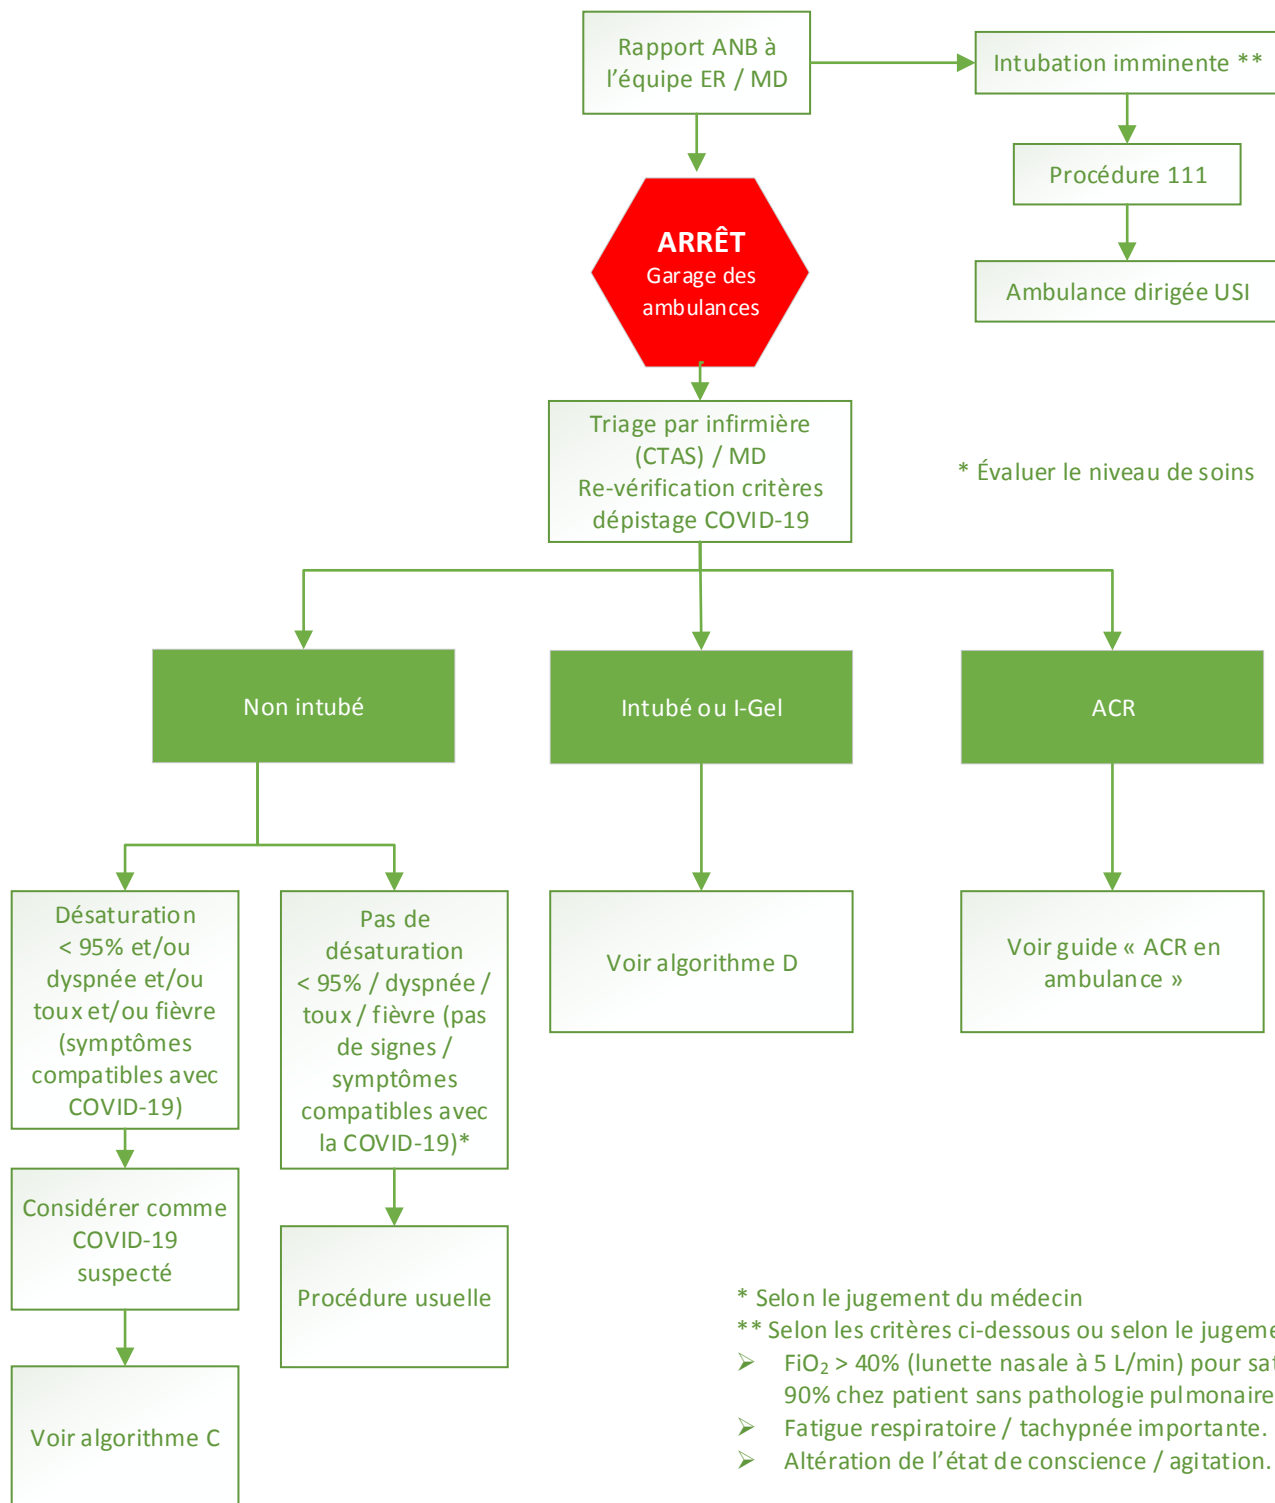 Rapport ANB à
l'équipe ER / MD
Intubation imminente **
Procédure 111
Ambulance dirigée USI
ARRÊT
Garage des
ambulances
Triage par infirmière
(CTAS) / MD
Re-vérification critères
dépistage COVID-19
* Évaluer le niveau de soins
Non intubé
Intubé ou I-Gel
ACR
Désaturation
< 95% et/ou
dyspnée et/ou
toux et/ou fièvre
(symptômes
compatibles avec
COVID-19)
Pas de
désaturation
< 95% / dyspnée /
toux / fièvre (pas
de signes /
symptômes
compatibles avec
la COVID-19)*
Voir algorithme D
Voir guide « ACR en
ambulance »
Considérer comme
COVID-19
suspecté
Procédure usuelle
Voir algorithme C
* Selon le jugement du médecin
** Selon les critères ci-dessous ou selon le jugeme
➢ FiO₂ > 40% (lunette nasale à 5 L/min) pour sat
90% chez patient sans pathologie pulmonaire
➢ Fatigue respiratoire / tachypnée importante.
➢ Altération de l'état de conscience / agitation.